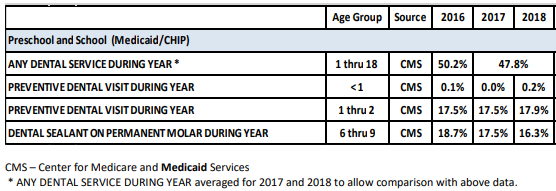 Age Group Source 2016 2017 2018
Preschool and School (Medicaid/CHIP)
ANY DENTAL SERVICE DURING YEAR * 1 thru 18 CMS 50.2% 47.8%
PREVENTIVE DENTAL VISIT DURING YEAR <1 CMS 0.1% 0.0% 0.2%
PREVENTIVE DENTAL VISIT DURING YEAR 1 thru 2 CMS 17.5% 17.5% 17.9%
DENTAL SEALANT ON PERMANENT MOLAR DURING YEAR 6 thru 9 CMS 18.7% 17.5% 16.3%
CMS – Center for Medicare and Medicaid Services
* ANY DENTAL SERVICE DURING YEAR averaged for 2017 and 2018 to allow comparison with above data.